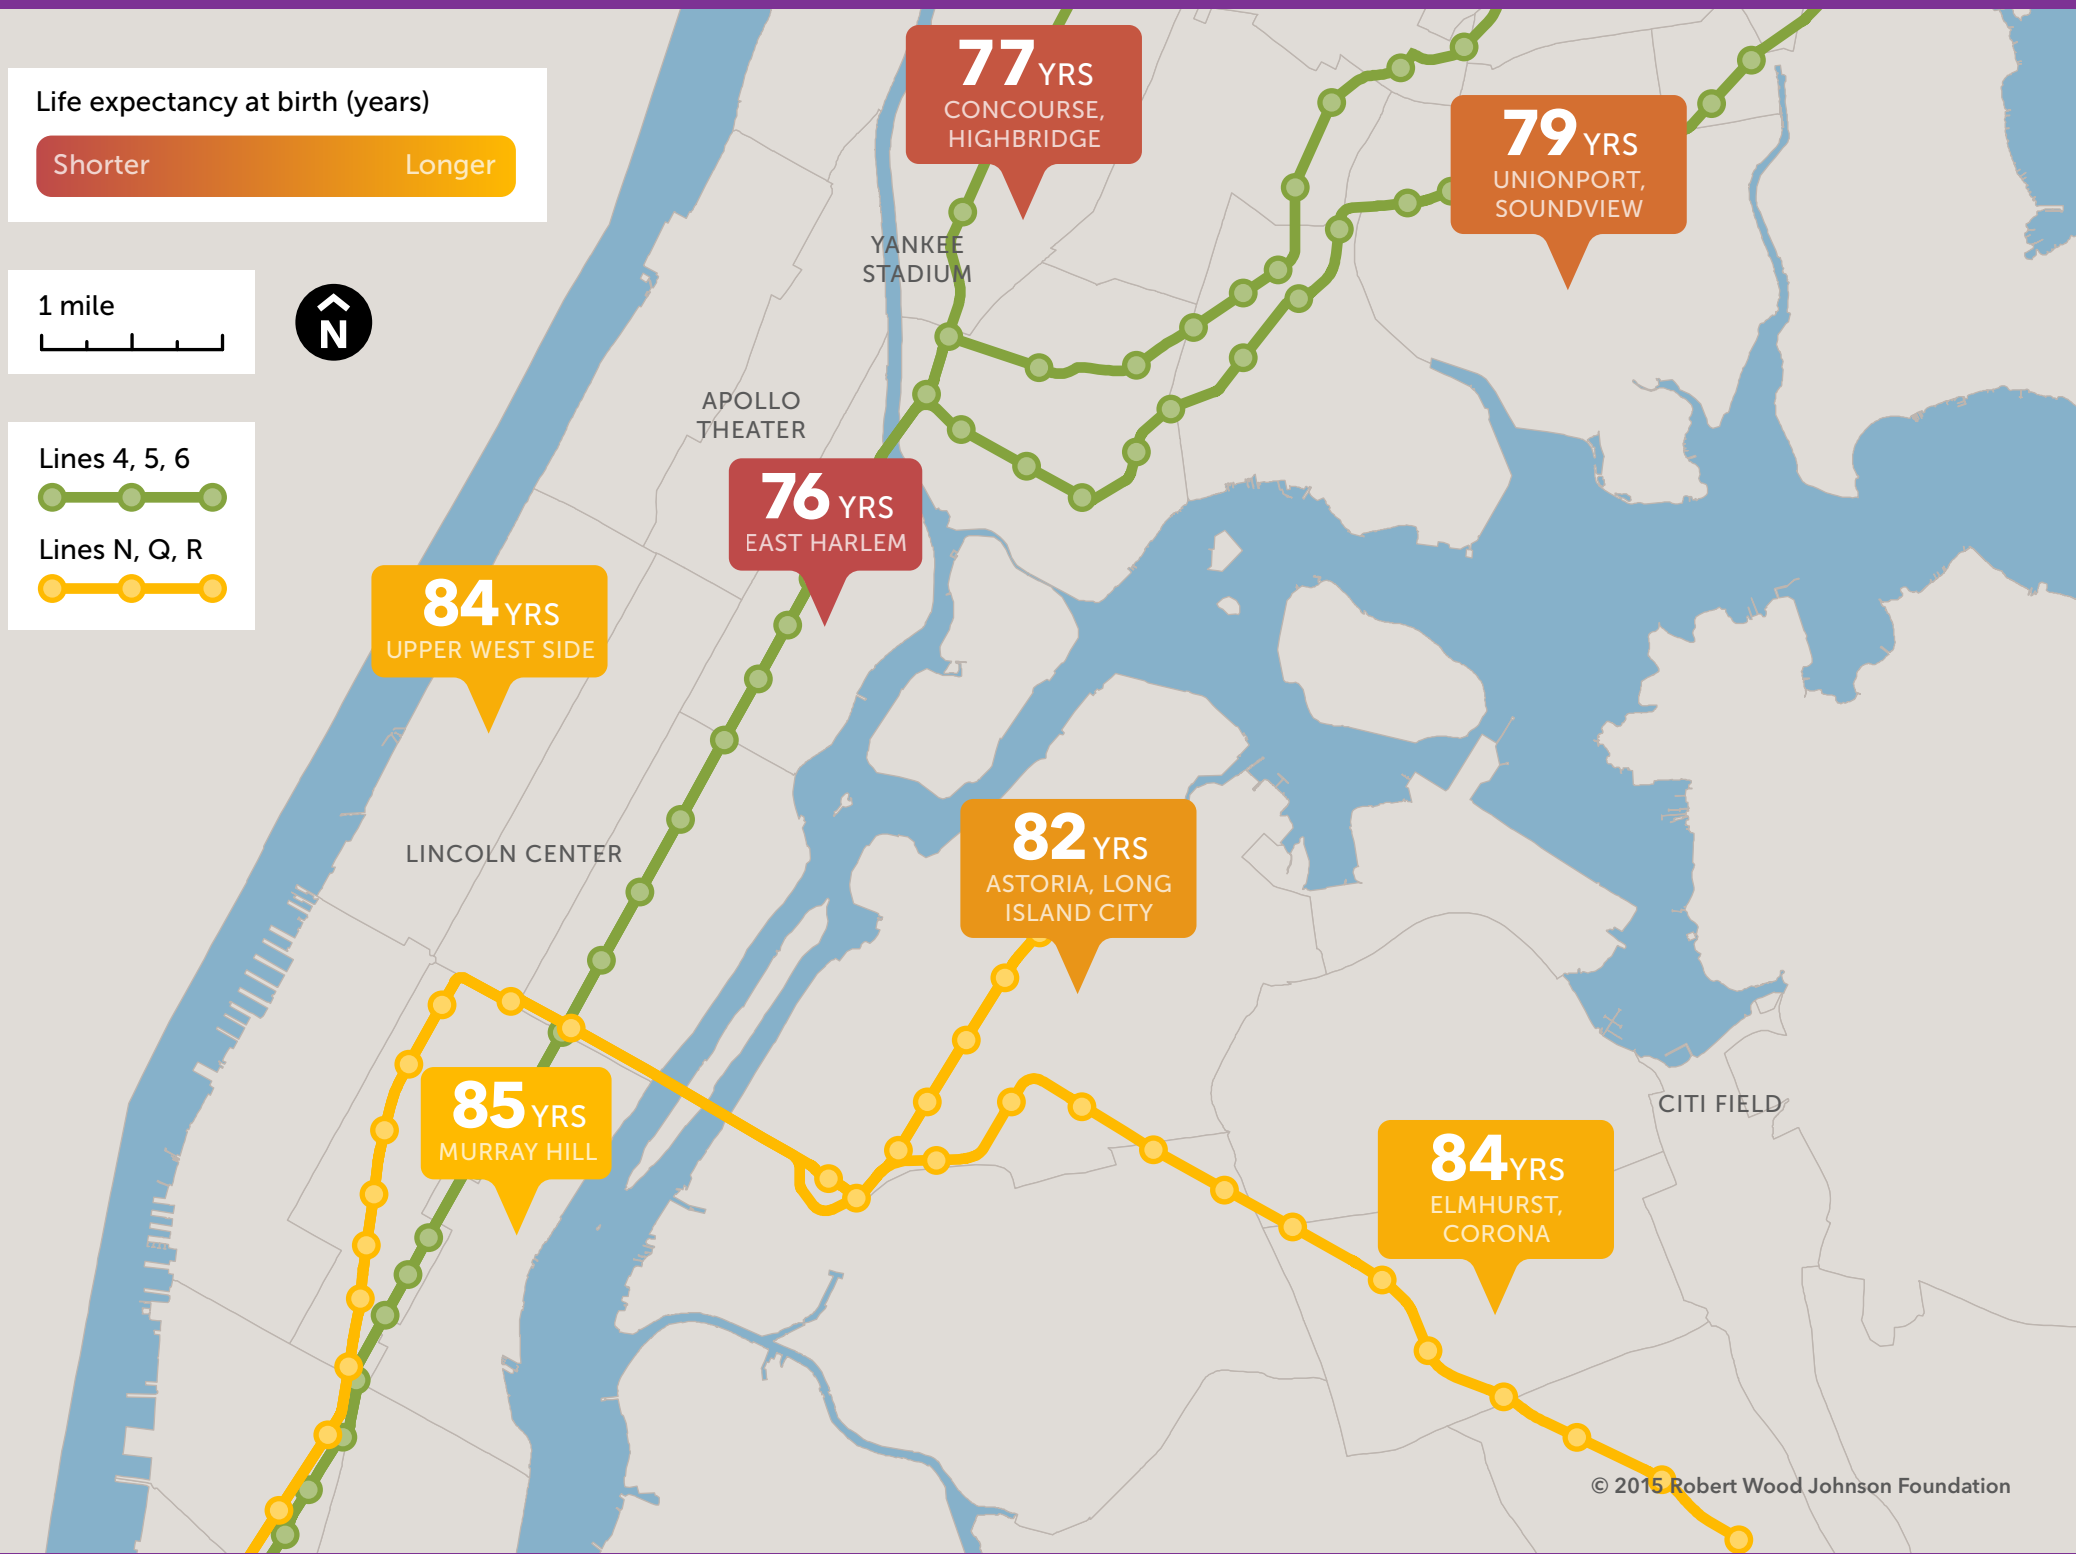 Life expectancy at birth (years)
Shorter
Longer
1 mile
N
Lines 4, 5, 6
Lines N, Q, R
77 YRS
CONCOURSE,
HIGHBRIDGE
79 YRS
UNIONPORT,
SOUNDVIEW
YANKEE
STADIUM
APOLLO
THEATER
76 YRS
EAST HARLEM
84 YRS
UPPER WEST SIDE
LINCOLN CENTER
82 YRS
ASTORIA, LONG
ISLAND CITY
85 YRS
MURRAY HILL
CITI FIELD
84 YRS
ELMHURST,
CORONA
© 2015 Robert Wood Johnson Foundation